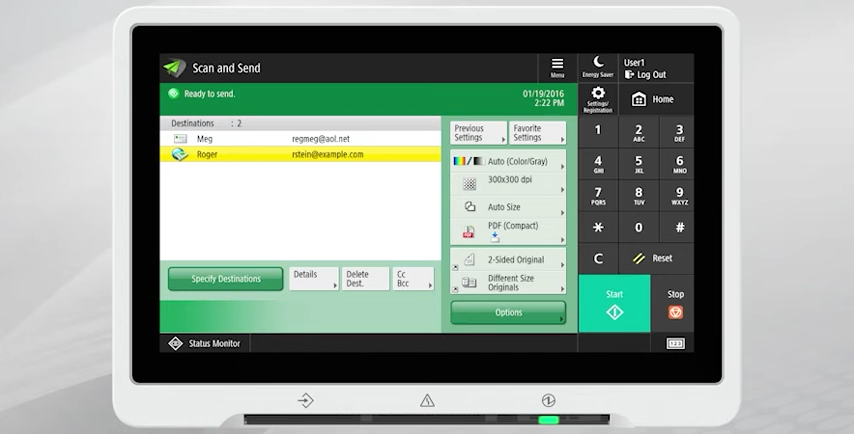 Scan and Send
Menu
Energy Saver
User1
Log Out
Ready to send.
01/19/2016
2:22 PM
Settings/
Registration
Home
Destinations : 2
Meg regmeg@aol.net
Roger rstein@example.com
Previous
Settings
Favorite
Settings
Auto (Color/Gray)
300x300 dpi
Auto Size
PDF (Compact)
2-Sided Original
Different Size
Originals
Options
Specify Destinations
Details
Delete
Dest.
Cc
Bcc
1
2
ABC
3
DEF
4
GHI
5
JKL
6
MNO
7
PQRS
8
TUV
9
WXYZ
*
0
#
C
Reset
Start
Stop
Status Monitor
123